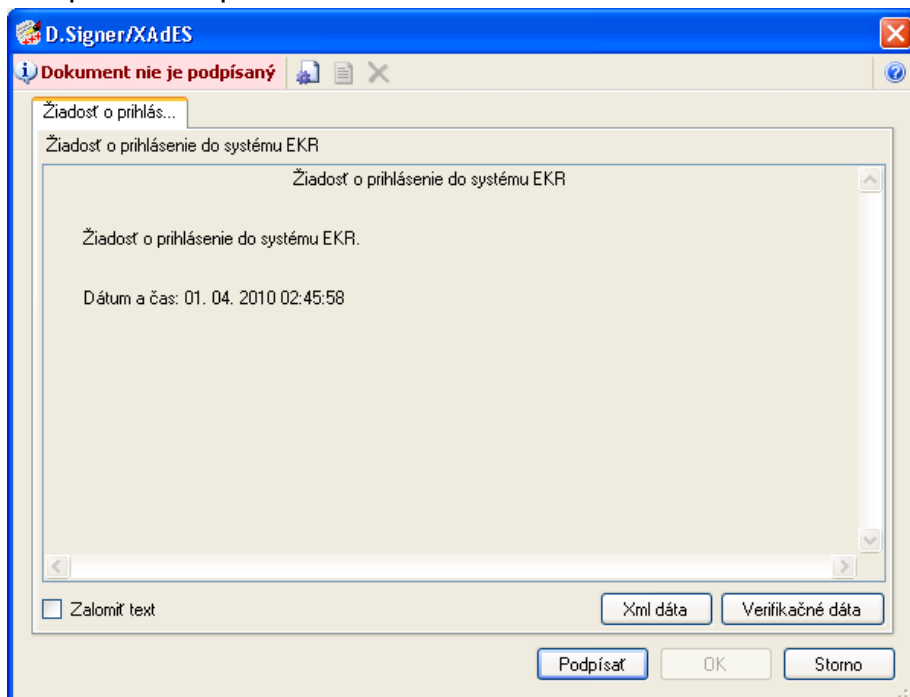 D.Signer/XAdES
Dokument nie je podpísaný
Žiadosť o prihlás...
Žiadosť o prihlásenie do systému EKR
Žiadosť o prihlásenie do systému EKR
Žiadosť o prihlásenie do systému EKR.
Dátum a čas: 01. 04. 2010 02:45:58
Zalomiť text
Xml dáta
Verifikačné dáta
Podpísať
OK
Storno